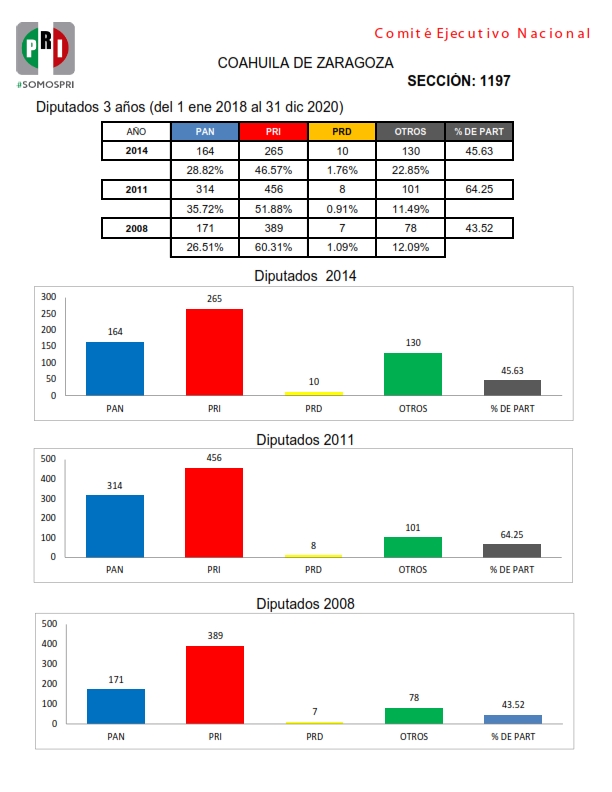 Comité Ejecutivo Nacional
PRI
#SOMOSPRI
COAHUILA DE ZARAGOZA
SECCIÓN: 1197
Diputados 3 años (del 1 ene 2018 al 31 dic 2020)
AÑO PAN PRI PRD OTROS % DE PART
2014 164 265 10 130 45.63
28.82% 46.57% 1.76% 22.85%
2011 314 456 8 101 64.25
35.72% 51.88% 0.91% 11.49%
2008 171 389 7 78 43.52
26.51% 60.31% 1.09% 12.09%
Diputados 2014
300
250
200
150
100
50
0
164 265 10 130 45.63
PAN PRI PRD OTROS % DE PART
Diputados 2011
500
400
300
200
100
0
314 456 8 101 64.25
PAN PRI PRD OTROS % DE PART
Diputados 2008
500
400
300
200
100
0
171 389 7 78 43.52
PAN PRI PRD OTROS % DE PART